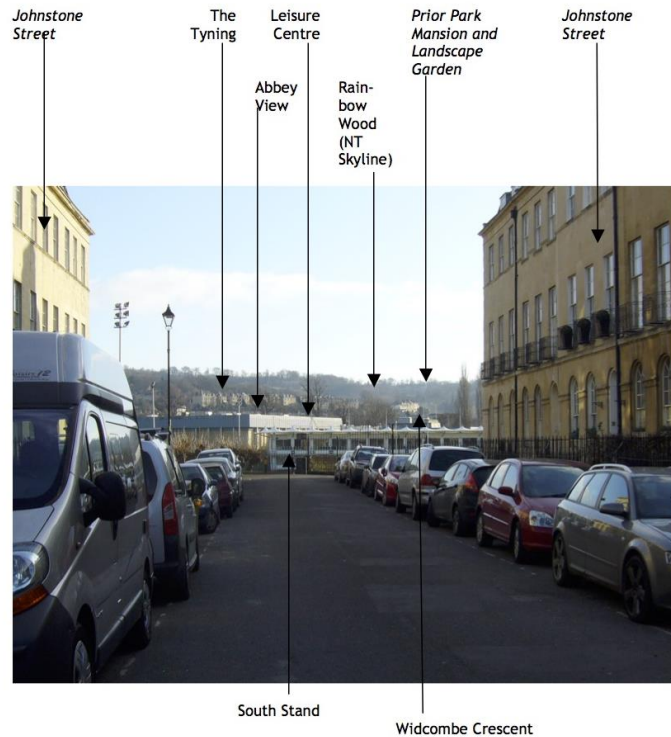 Johnstone
Street
The
Tyning
Leisure
Centre
Prior Park
Mansion and
Landscape
Garden
Johnstone
Street
Abbey
View
Rain-
bow
Wood
(NT
Skyline)
South Stand
Widcombe Crescent